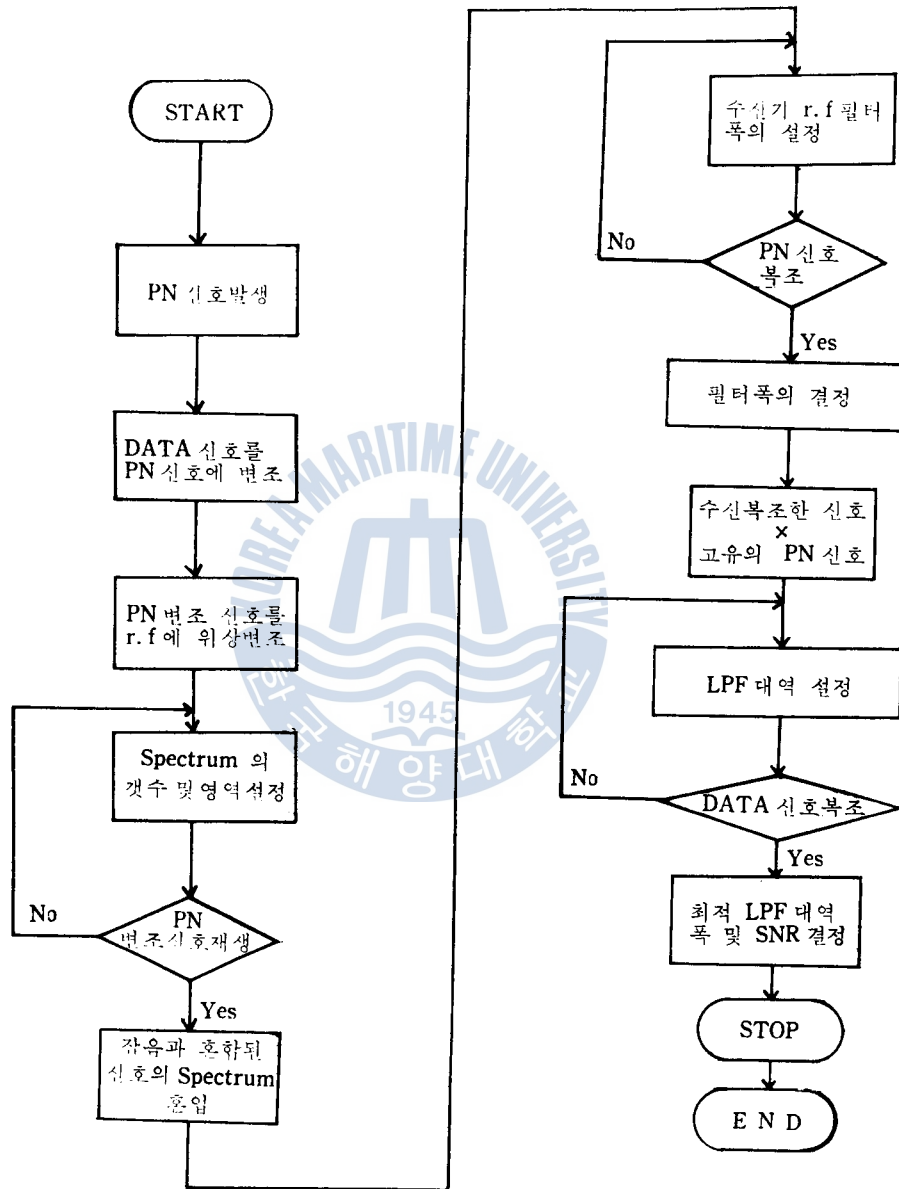 START
PN 신호발생
DATA 신호를
PN 신호에 변조
PN 변조 신호를
r.f에 위상변조
Spectrum 의
갯수 및 영역설정
No
PN
변조신호재생
Yes
잡음과 혼합된
신호의 Spectrum
혼입
수신기 r.f 필터
폭의 설정
No
PN 신호
복조
Yes
필터폭의 결정
수신복조한 신호
×
고유의 PN 신호
LPF 대역 설정
No
DATA 신호복조
Yes
최적 LPF 대역
폭 및 SNR 결정
STOP
E N D
KOREA MARITIME UNIVERSITY
1945
한국해양대학교